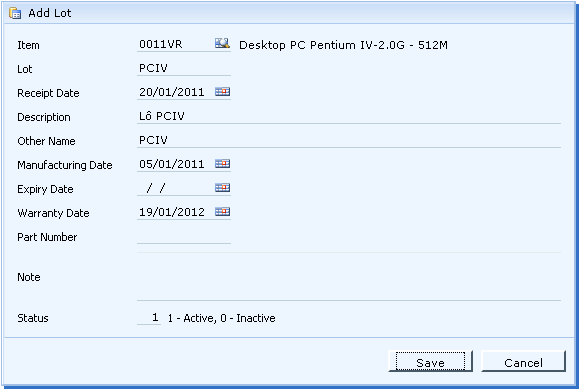 Add Lot
Item 0011VR Desktop PC Pentium IV-2.0G - 512M
Lot PCIV
Receipt Date 20/01/2011
Description Lô PCIV
Other Name PCIV
Manufacturing Date 05/01/2011
Expiry Date / /
Warranty Date 19/01/2012
Part Number
Note
Status 1 1 - Active, 0 - Inactive
Save Cancel